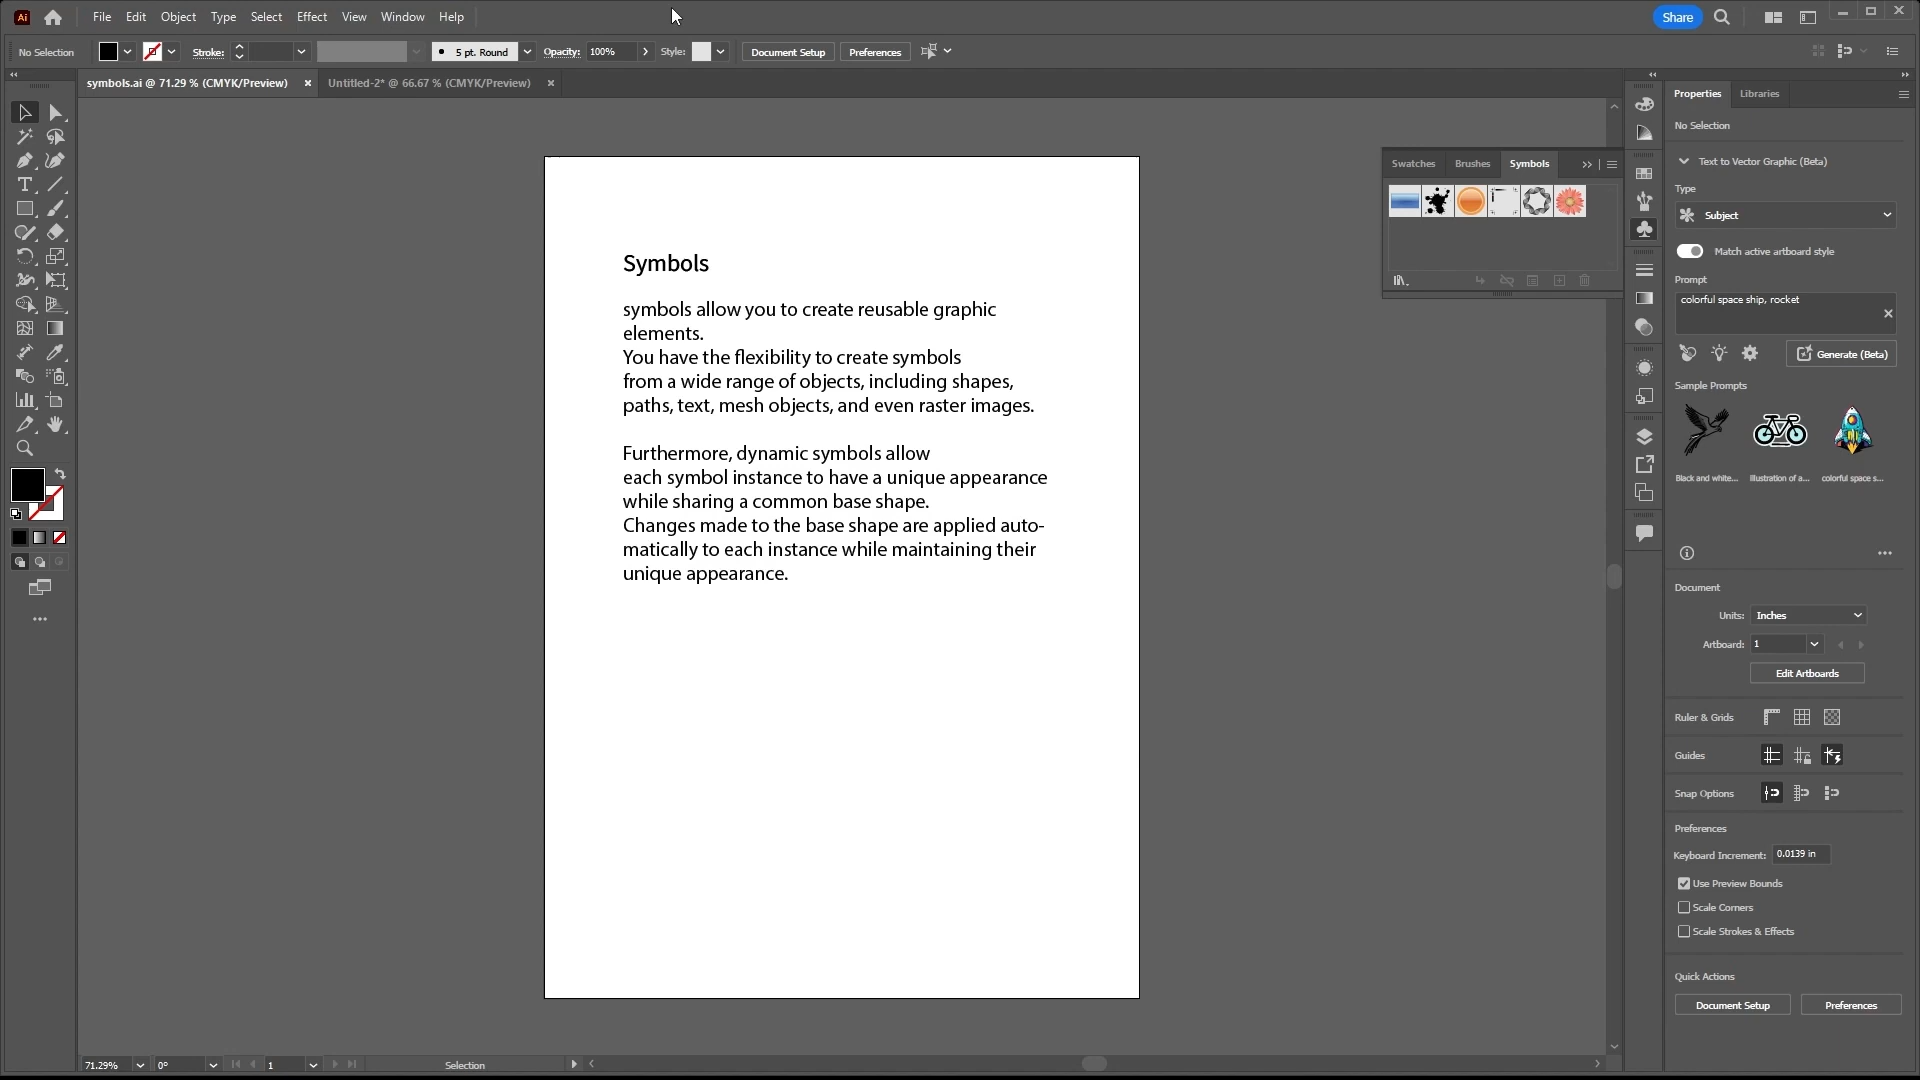 Ai
File Edit Object Type Select Effect View Window Help
Share
No Selection
Stroke:
5 pt. Round
Opacity: 100%
Style:
Document Setup
Preferences
symbols.ai @ 71.29 % (CMYK/Preview)
Untitled-2* @ 66.67 % (CMYK/Preview)
Symbols
symbols allow you to create reusable graphic
elements.
You have the flexibility to create symbols
from a wide range of objects, including shapes,
paths, text, mesh objects, and even raster images.
Furthermore, dynamic symbols allow
each symbol instance to have a unique appearance
while sharing a common base shape.
Changes made to the base shape are applied auto-
matically to each instance while maintaining their
unique appearance.
Swatches Brushes Symbols
Properties Libraries
No Selection
Text to Vector Graphic (Beta)
Type
Subject
Match active artboard style
Prompt
colorful space ship, rocket
Generate (Beta)
Sample Prompts
Black and white...
Illustration of a...
colorful space s...
Document
Units: Inches
Artboard: 1
Edit Artboards
Ruler & Grids
Guides
Snap Options
Preferences
Keyboard Increment: 0.0139 in
Use Preview Bounds
Scale Corners
Scale Strokes & Effects
Quick Actions
Document Setup
Preferences
71.29%
0°
1
Selection